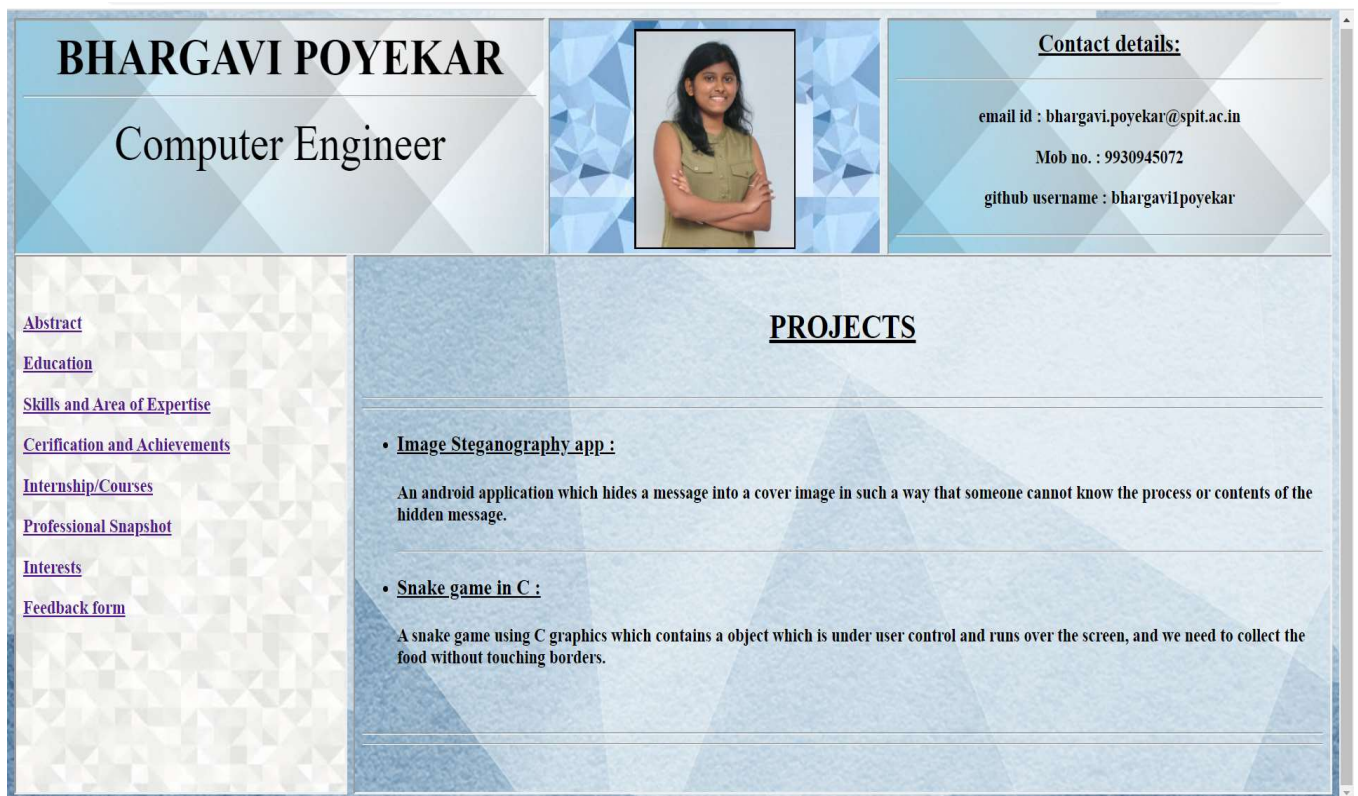 BHARGAVI POYEKAR
Computer Engineer
Contact details:
email id : bhargavi.poyekar@spit.ac.in
Mob no. : 9930945072
github username : bhargavi1poyekar
Abstract
Education
Skills and Area of Expertise
Cerification and Achievements
Internship/Courses
Professional Snapshot
Interests
Feedback form
PROJECTS
Image Steganography app :
An android application which hides a message into a cover image in such a way that someone cannot know the process or contents of the
hidden message.
Snake game in C :
A snake game using C graphics which contains a object which is under user control and runs over the screen, and we need to collect the
food without touching borders.